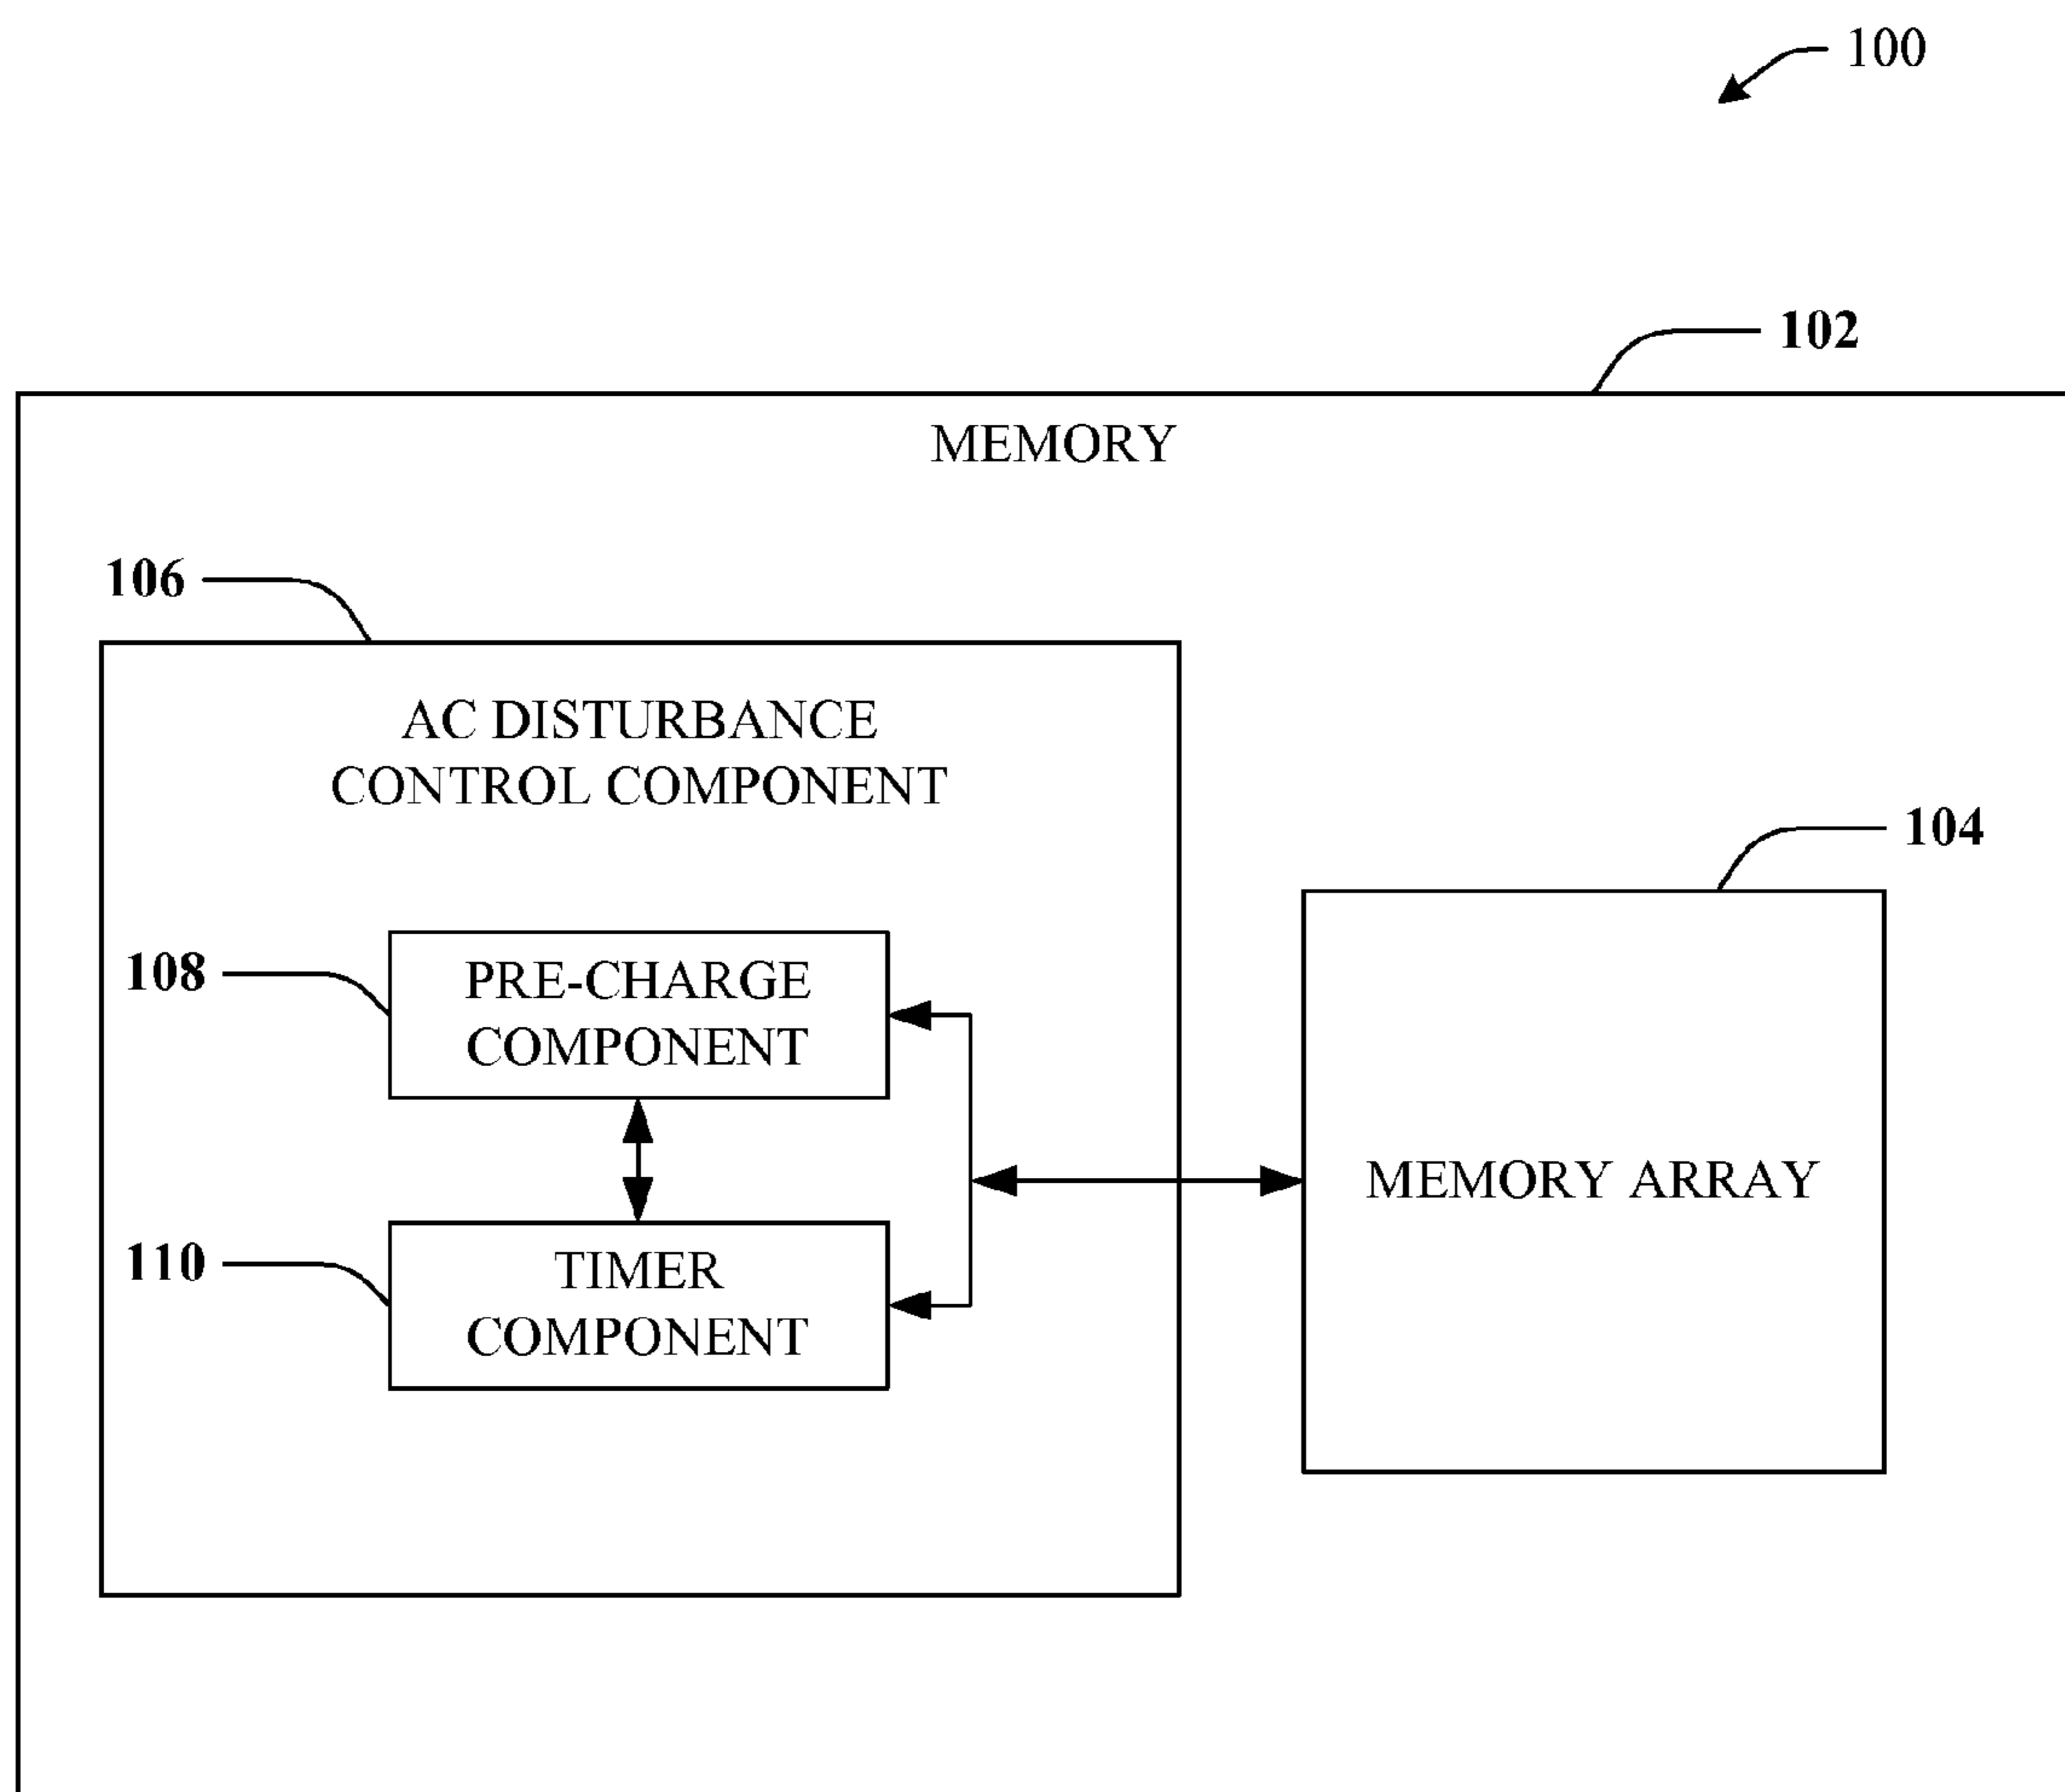 100
102
MEMORY
106
AC DISTURBANCE
CONTROL COMPONENT
104
108
PRE-CHARGE
COMPONENT
MEMORY ARRAY
110
TIMER
COMPONENT